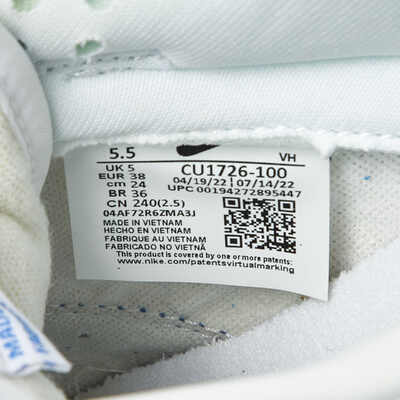 5.5 VH
UK 5 CU1726-100
EUR 38 04/19/22 07/14/22
cm 24 UPC 00194272895447
BR 36
CN 240(2.5)
04AF72R6ZMA3J
MADE IN VIETNAM
HECHO EN VIETNAM
FABRIQUE AU VIETNAM
FABRICADO NO VIETNÃ
This product is covered by one or more patents:
www.nike.com/patentsvirtualmarking